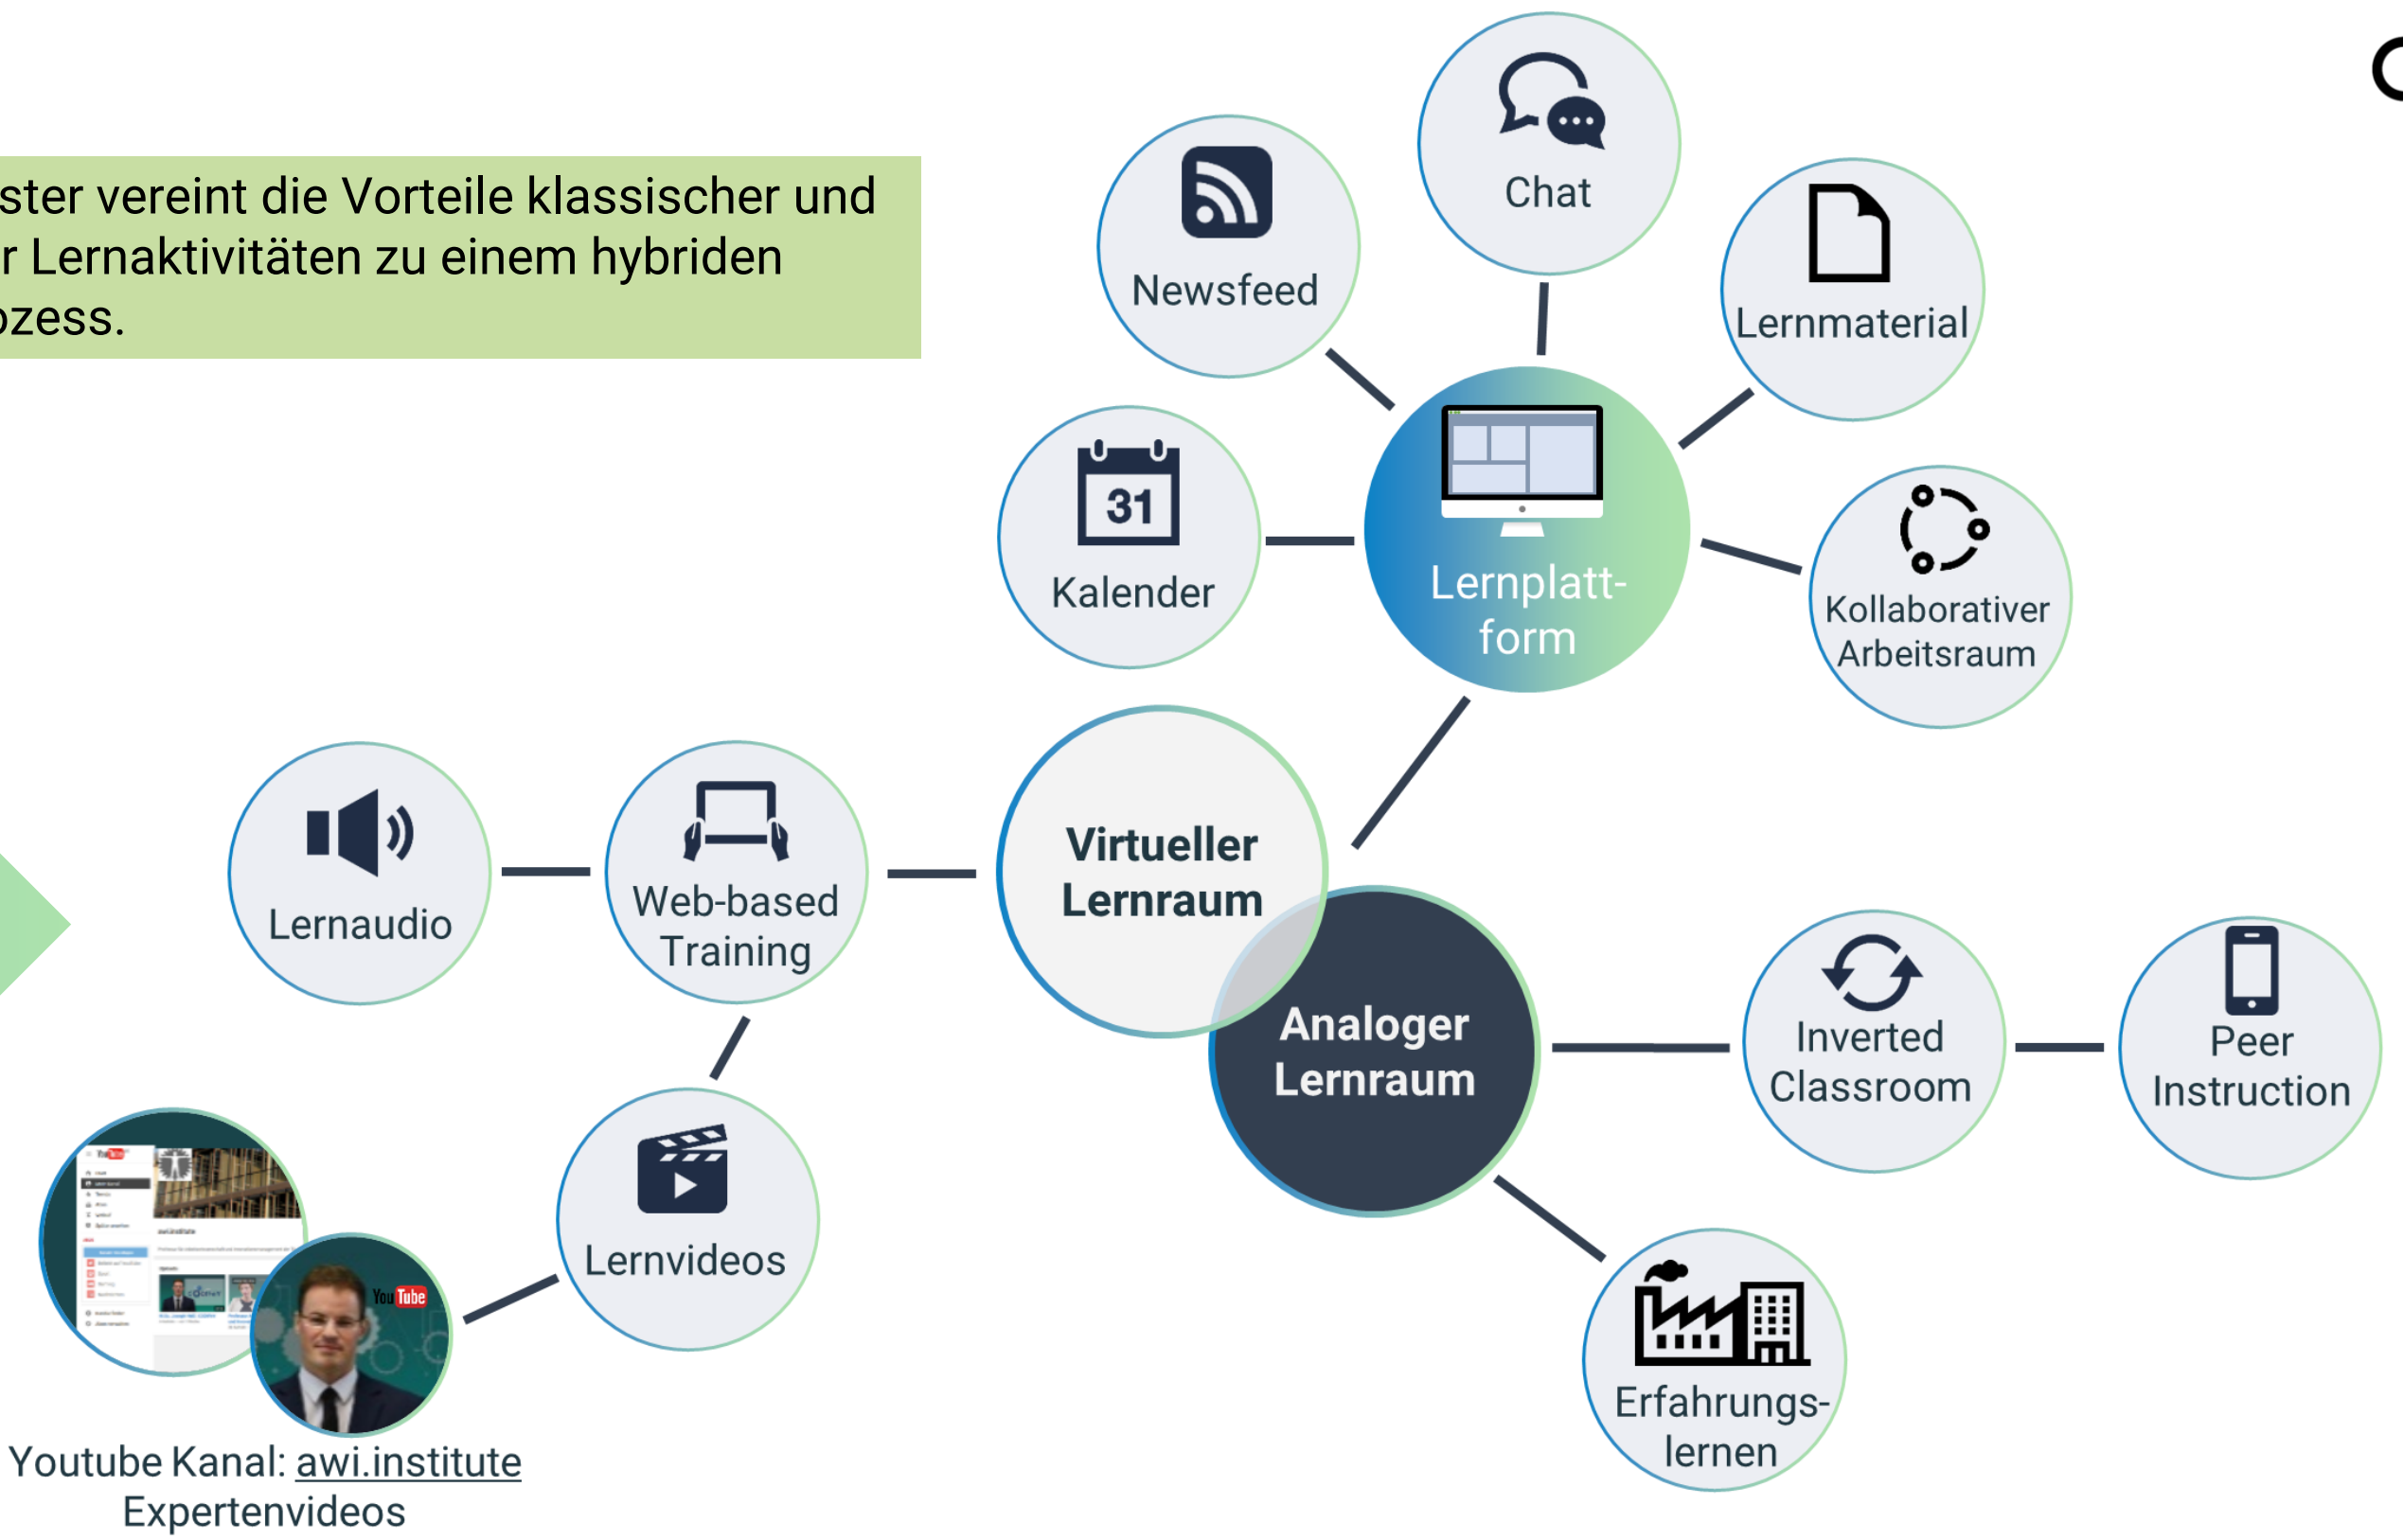 ster vereint die Vorteile klassischer und
r Lernaktivitäten zu einem hybriden
ozess.
Chat
Newsfeed
Lernmaterial
31
Kalender
Lernplatt-
form
Kollaborativer
Arbeitsraum
Virtueller
Lernraum
Lernaudio
Web-based
Training
Analoger
Lernraum
Inverted
Classroom
Peer
Instruction
Lernvideos
YouTube
Erfahrungs-
lernen
Youtube Kanal: awi.institute
Expertenvideos